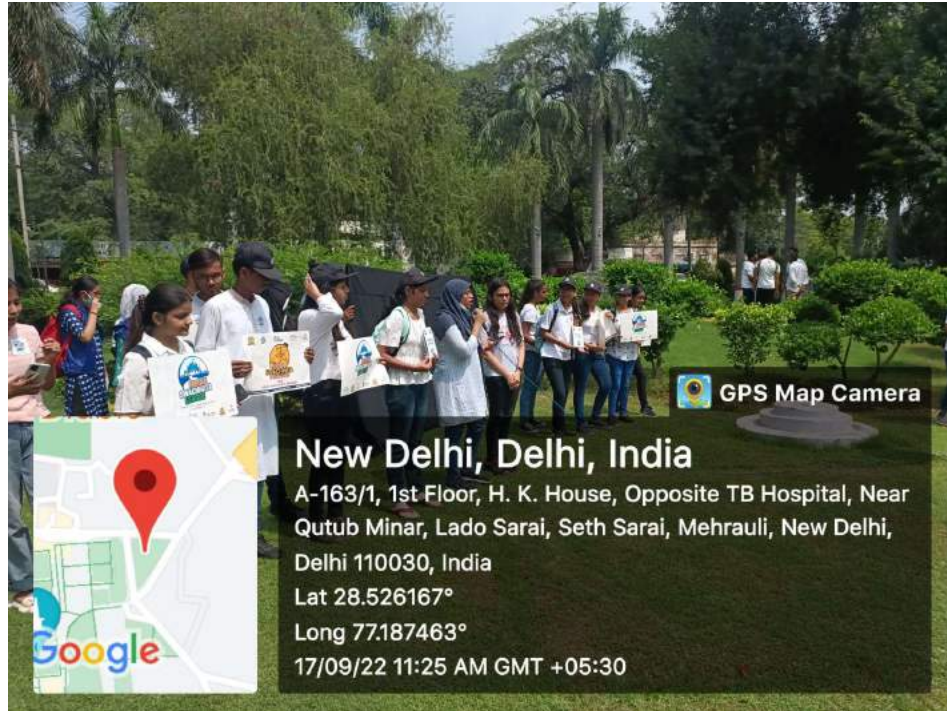 GPS Map Camera
New Delhi, Delhi, India
A-163/1, 1st Floor, H. K. House, Opposite TB Hospital, Near
Qutub Minar, Lado Sarai, Seth Sarai, Mehrauli, New Delhi,
Delhi 110030, India
Lat 28.526167°
Long 77.187463°
17/09/22 11:25 AM GMT +05:30
Google